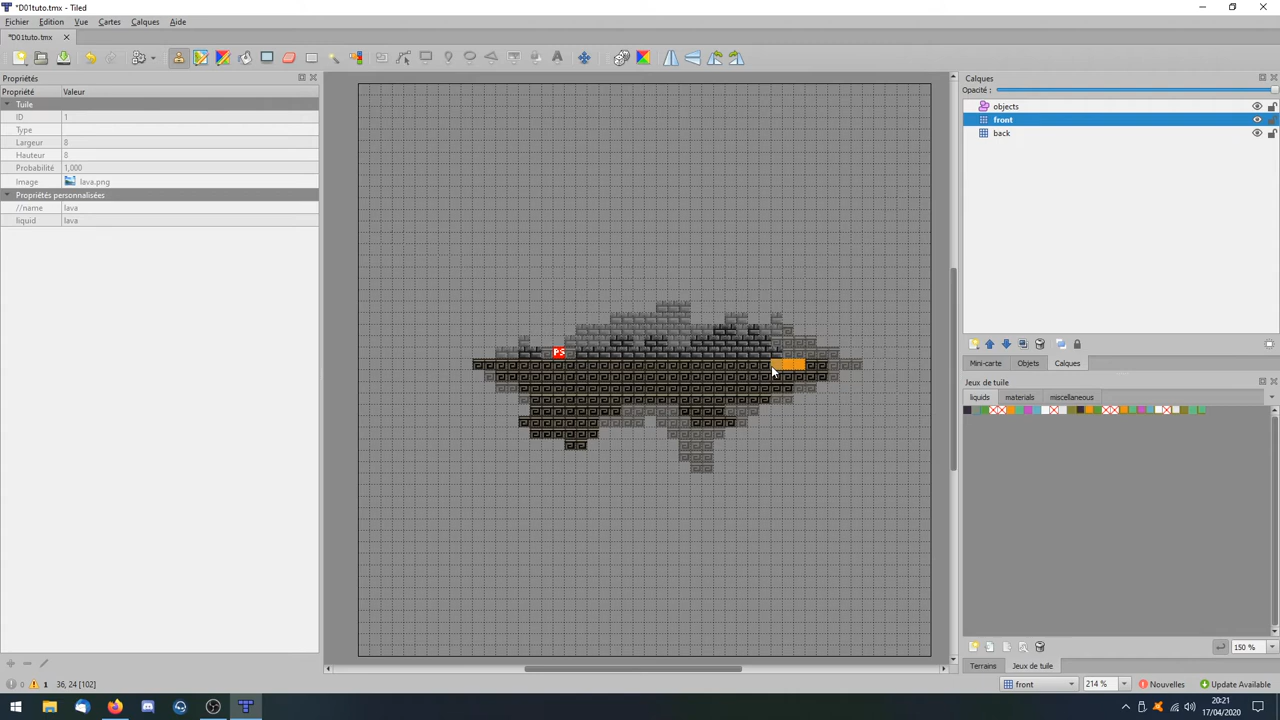 *D01tuto.tmx - Tiled
Fichier Edition Vue Cartes Calques Aide
*D01tuto.tmx
Propriétés
Propriété Valeur
Tuile
ID 1
Type
Largeur 8
Hauteur 8
Probabilité 1,000
Image lava.png
Propriétés personnalisées
//name lava
liquid lava
PS
Calques
Opacité :
objects
front
back
Mini-carte Objets Calques
Jeux de tuile
liquids materials miscellaneous
150 %
Terrains Jeux de tuile
0 1 36, 24 [102]
front 214 % Nouvelles Update Available
20:21
17/04/2020